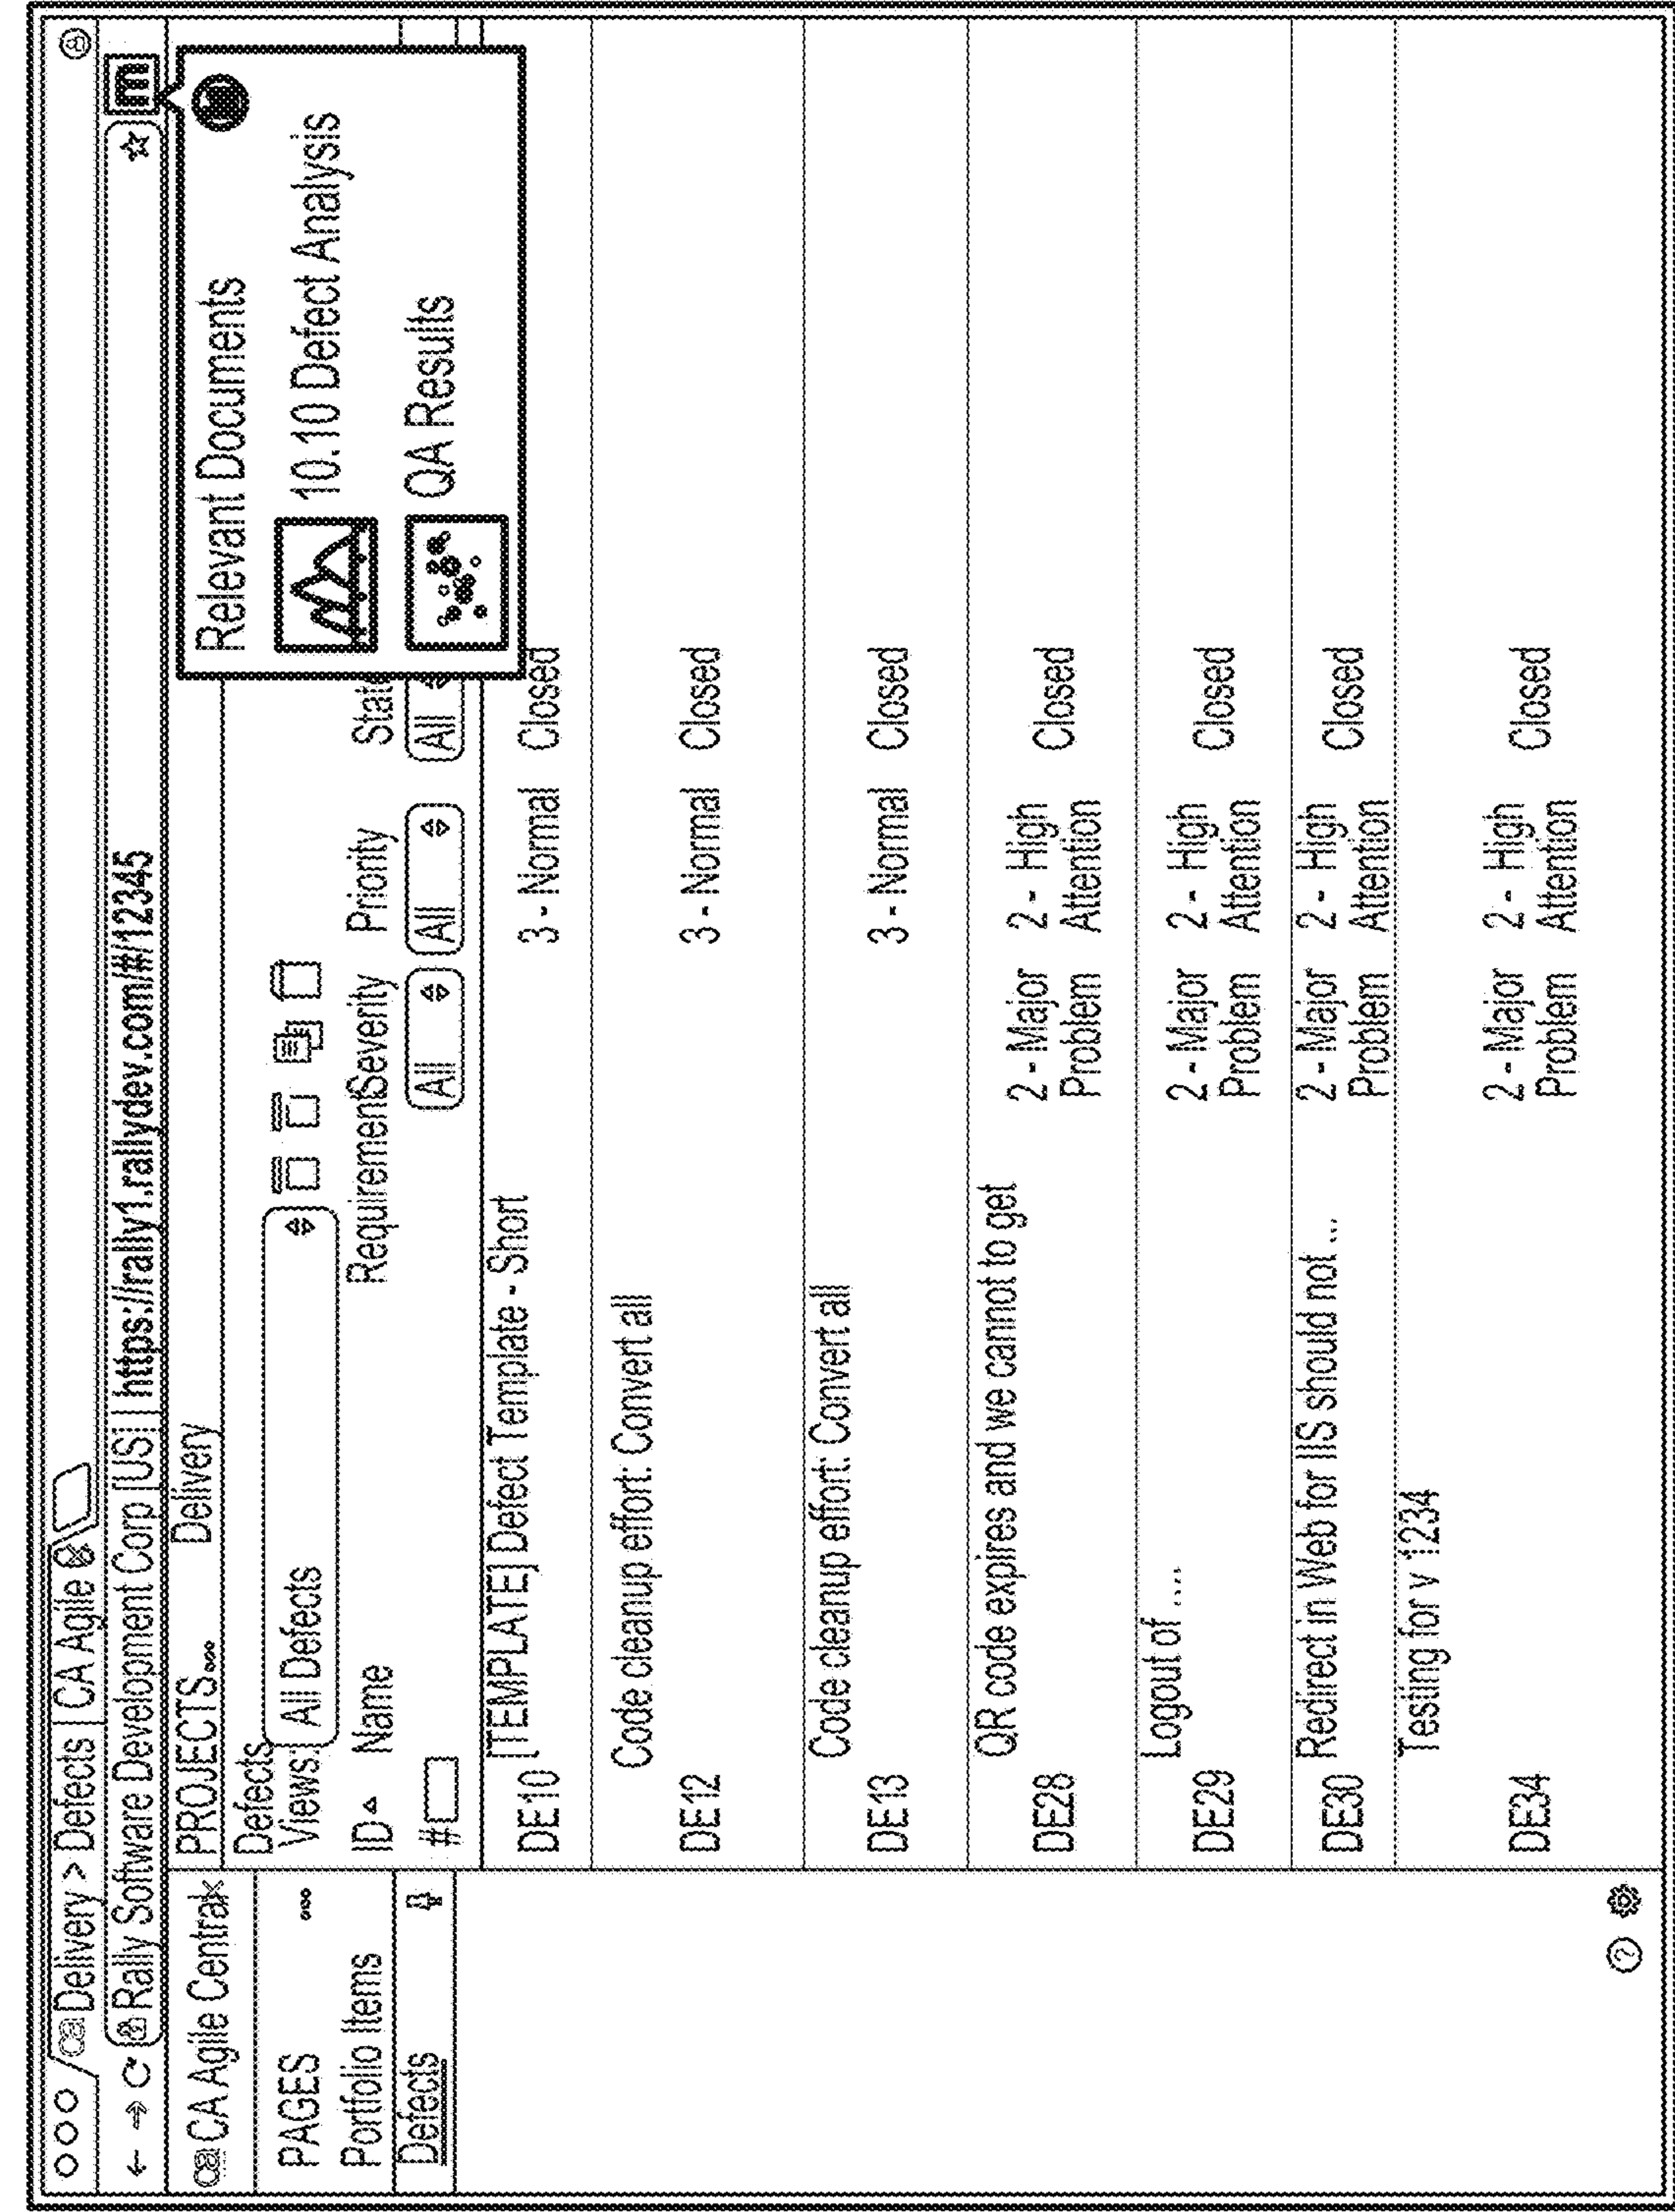 ca Delivery > Defects | CA Agile
Rally Software Development Corp [US] | https://rally1.rallydev.com/#/12345
m
ca CA Agile Central×
PROJECTS... Delivery
Relevant Documents
10.10 Defect Analysis
QA Results
PAGES
Portfolio Items
Defects
Defects
Views: All Defects
ID Name RequirementSeverity Priority State
# All All All
DE10 [TEMPLATE] Defect Template - Short 3 - Normal Closed
DE12 Code cleanup effort: Convert all 3 - Normal Closed
DE13 Code cleanup effort: Convert all 3 - Normal Closed
DE28 QR code expires and we cannot to get 2 - Major Problem 2 - High Attention Closed
DE29 Logout of .... 2 - Major Problem 2 - High Attention Closed
DE30 Redirect in Web for IIS should not ... 2 - Major Problem 2 - High Attention Closed
DE34 Testing for v 1234 2 - Major Problem 2 - High Attention Closed
?